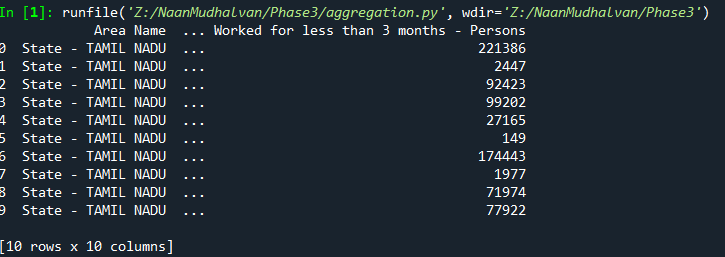 In [1]: runfile('Z:/NaanMudhalvan/Phase3/aggregation.py', wdir='Z:/NaanMudhalvan/Phase3')
Area Name ... Worked for less than 3 months - Persons
0 State - TAMIL NADU ... 221386
1 State - TAMIL NADU ... 2447
2 State - TAMIL NADU ... 92423
3 State - TAMIL NADU ... 99202
4 State - TAMIL NADU ... 27165
5 State - TAMIL NADU ... 149
6 State - TAMIL NADU ... 174443
7 State - TAMIL NADU ... 1977
8 State - TAMIL NADU ... 71974
9 State - TAMIL NADU ... 77922
[10 rows x 10 columns]